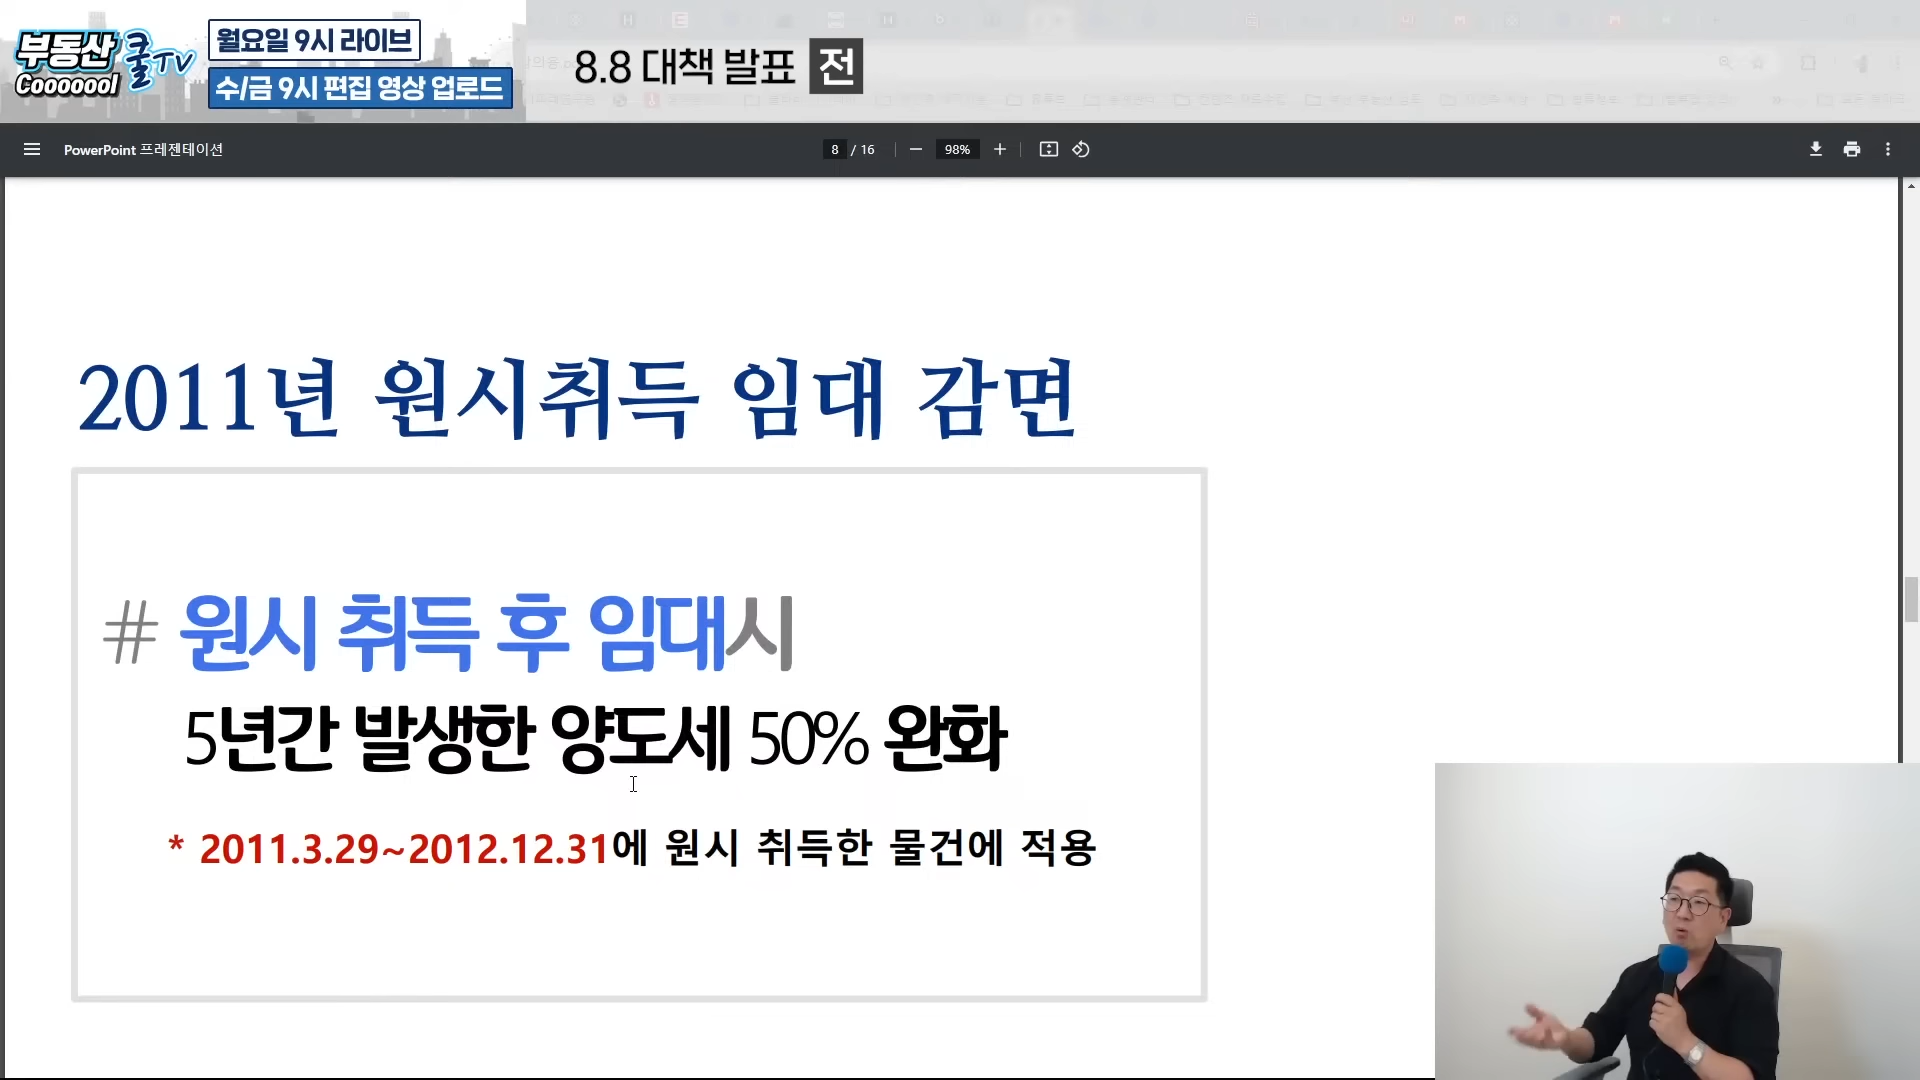 부동산
쿨TV
Cooooool
월요일 9시 라이브
수/금 9시 편집 영상 업로드
8.8 대책 발표 전
PowerPoint 프레젠테이션
8 / 16
98%
2011년 원시취득 임대 감면
# 원시 취득 후 임대시
5년간 발생한 양도세 50% 완화
* 2011.3.29~2012.12.31에 원시 취득한 물건에 적용